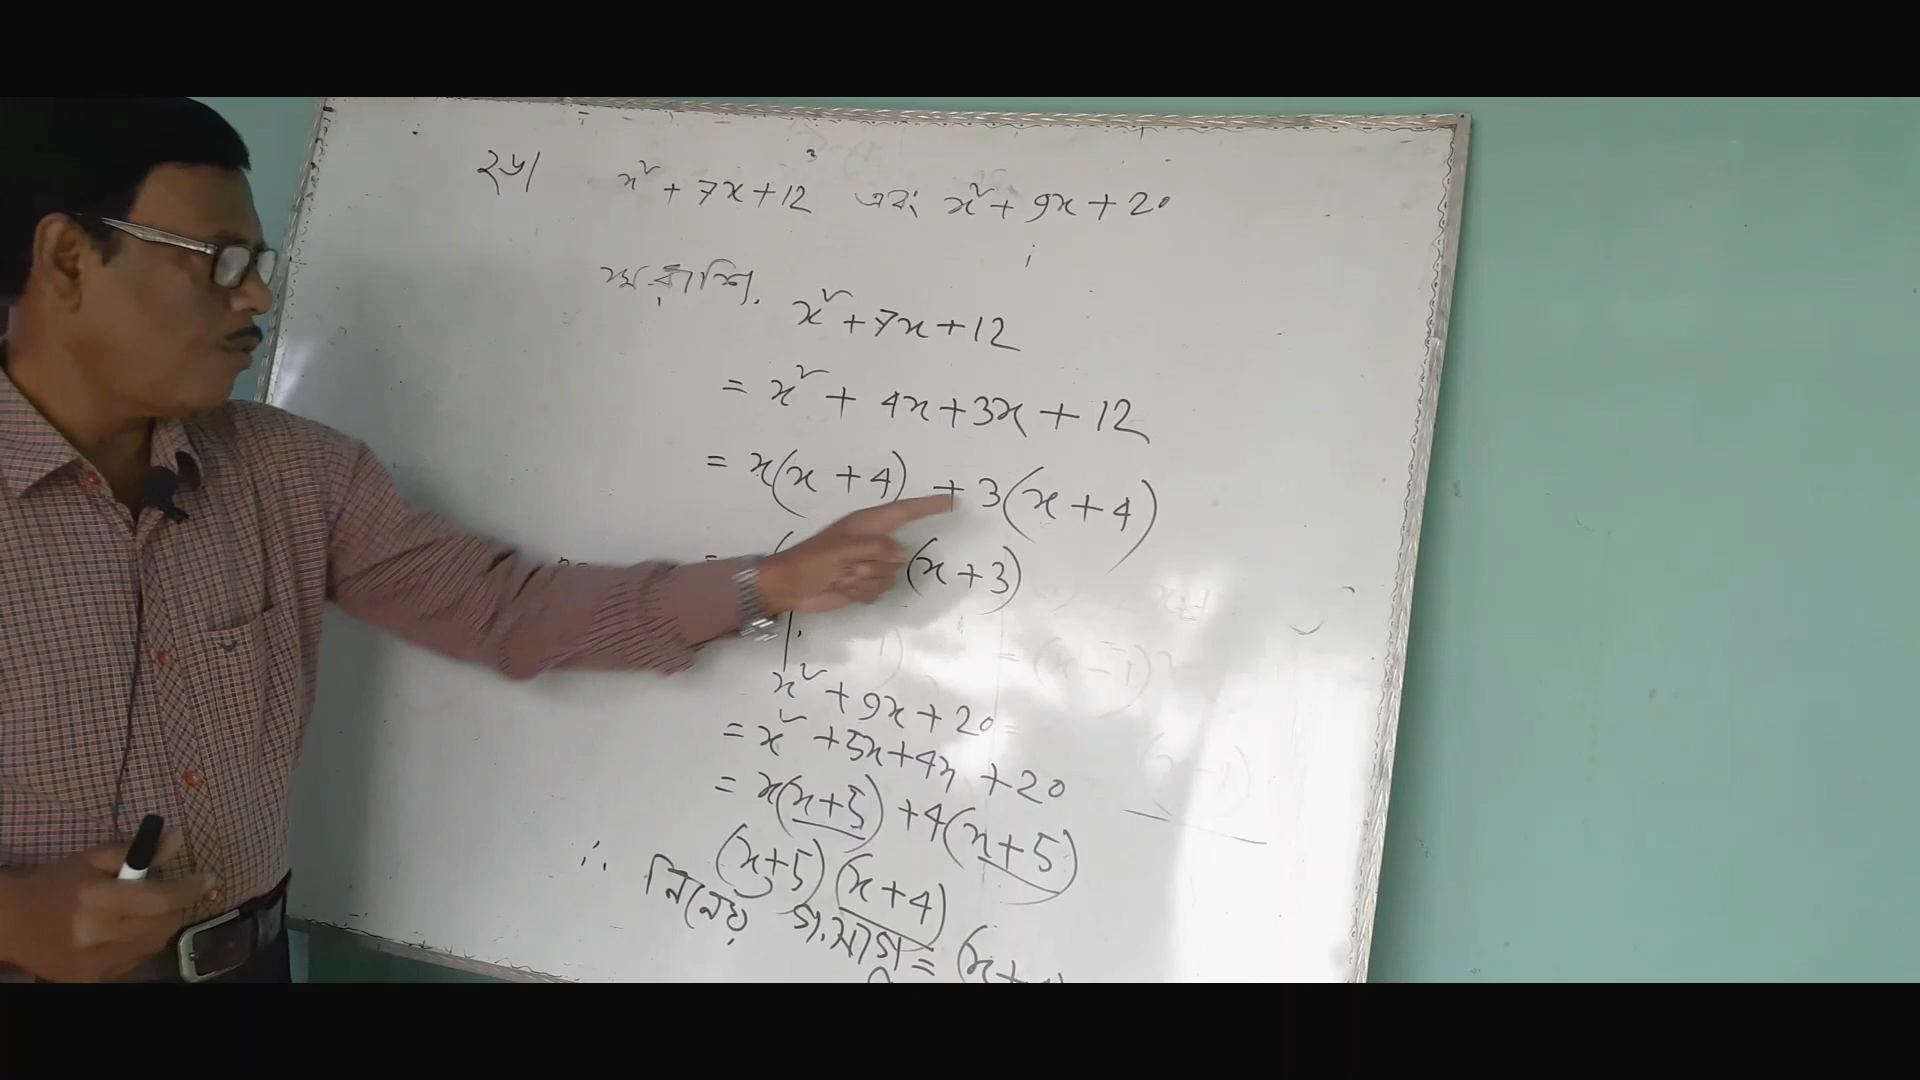 ২৬। x² + 7x + 12 এবং x² + 9x + 20
১ম রাশি, x² + 7x + 12
= x² + 4x + 3x + 12
= x(x + 4) + 3(x + 4)
= ( (x + 3)
x² + 9x + 20
= x² + 5x + 4x + 20
= x(x+5) + 4(x+5)
(x+5) (x+4)
∴ নির্নেয় গ.সাগু = (x+